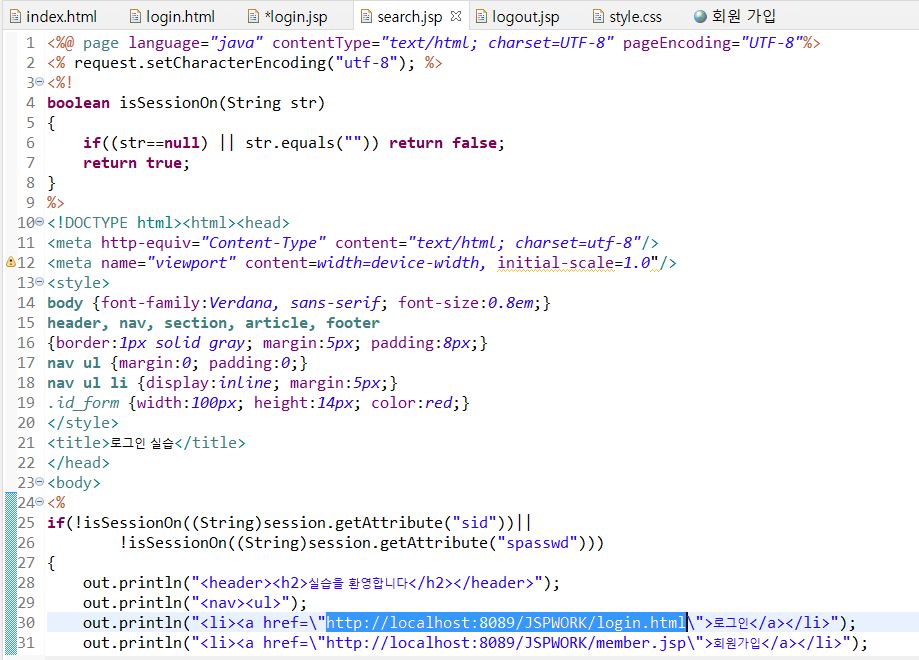 index.html login.html *login.jsp search.jsp logout.jsp style.css 회원 가입
1 <%@ page language="java" contentType="text/html; charset=UTF-8" pageEncoding="UTF-8"%>
2 <% request.setCharacterEncoding("utf-8"); %>
3 <%!
4 boolean isSessionOn(String str)
5 {
6     if((str==null) || str.equals("")) return false;
7     return true;
8 }
9 %>
10 <!DOCTYPE html><html><head>
11 <meta http-equiv="Content-Type" content="text/html; charset=utf-8"/>
12 <meta name="viewport" content=width=device-width, initial-scale=1.0"/>
13 <style>
14 body {font-family:Verdana, sans-serif; font-size:0.8em;}
15 header, nav, section, article, footer
16 {border:1px solid gray; margin:5px; padding:8px;}
17 nav ul {margin:0; padding:0;}
18 nav ul li {display:inline; margin:5px;}
19 .id_form {width:100px; height:14px; color:red;}
20 </style>
21 <title>로그인 실습</title>
22 </head>
23 <body>
24 <%
25 if(!isSessionOn((String)session.getAttribute("sid"))||
26         !isSessionOn((String)session.getAttribute("spasswd")))
27 {
28     out.println("<header><h2>실습을 환영합니다</h2></header>");
29     out.println("<nav><ul>");
30     out.println("<li><a href=\"http://localhost:8089/JSPWORK/login.html\">로그인</a></li>");
31     out.println("<li><a href=\"http://localhost:8089/JSPWORK/member.jsp\">회원가입</a></li>");